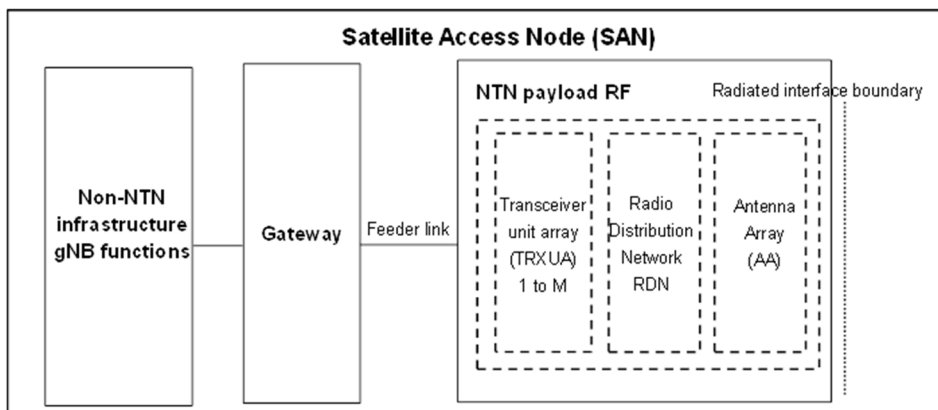 Satellite Access Node (SAN)
NTN payload RF
Radiated interface boundary
Non-NTN
infrastructure
gNB functions
Gateway
Feeder link
Transceiver
unit array
(TRXUA)
1 to M
Radio
Distribution
Network
RDN
Antenna
Array
(AA)